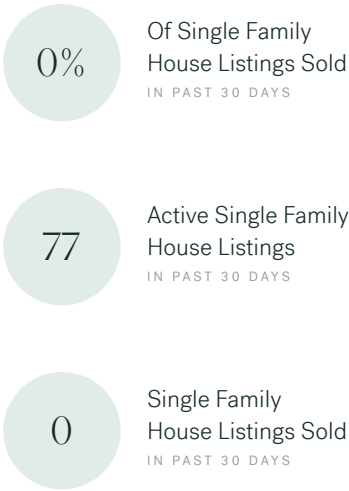 0%
Of Single Family
House Listings Sold
IN PAST 30 DAYS
77
Active Single Family
House Listings
IN PAST 30 DAYS
0
Single Family
House Listings Sold
IN PAST 30 DAYS